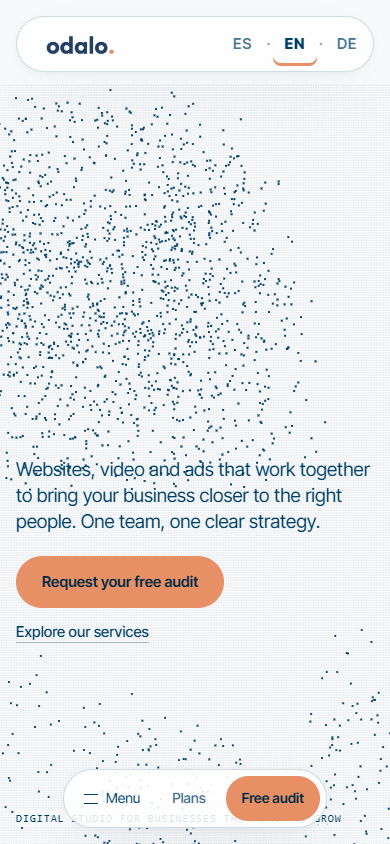 odalo.
ES · EN · DE
Websites, video and ads that work together
to bring your business closer to the right
people. One team, one clear strategy.
Request your free audit
Explore our services
Menu Plans Free audit
DIGITAL STUDIO FOR BUSINESSES GROW